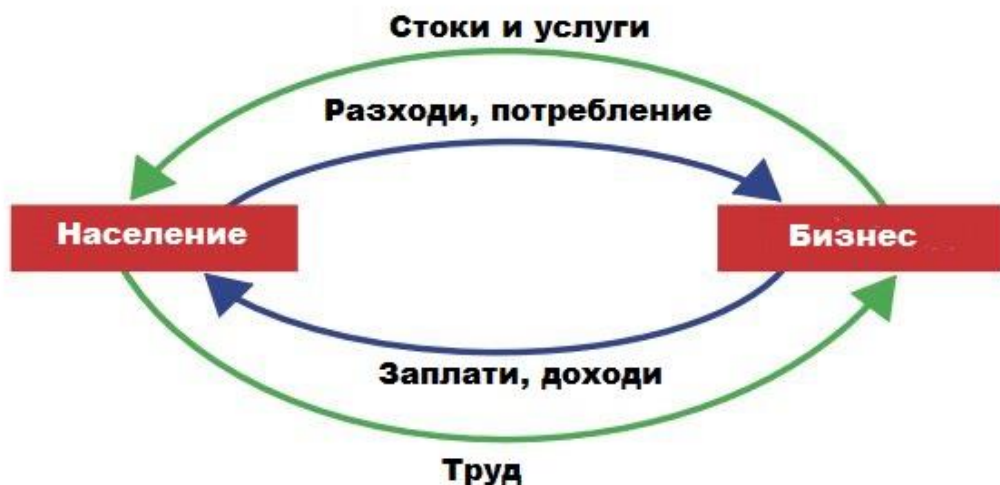 Стоки и услуги
Разходи, потребление
Население
Бизнес
Заплати, доходи
Труд